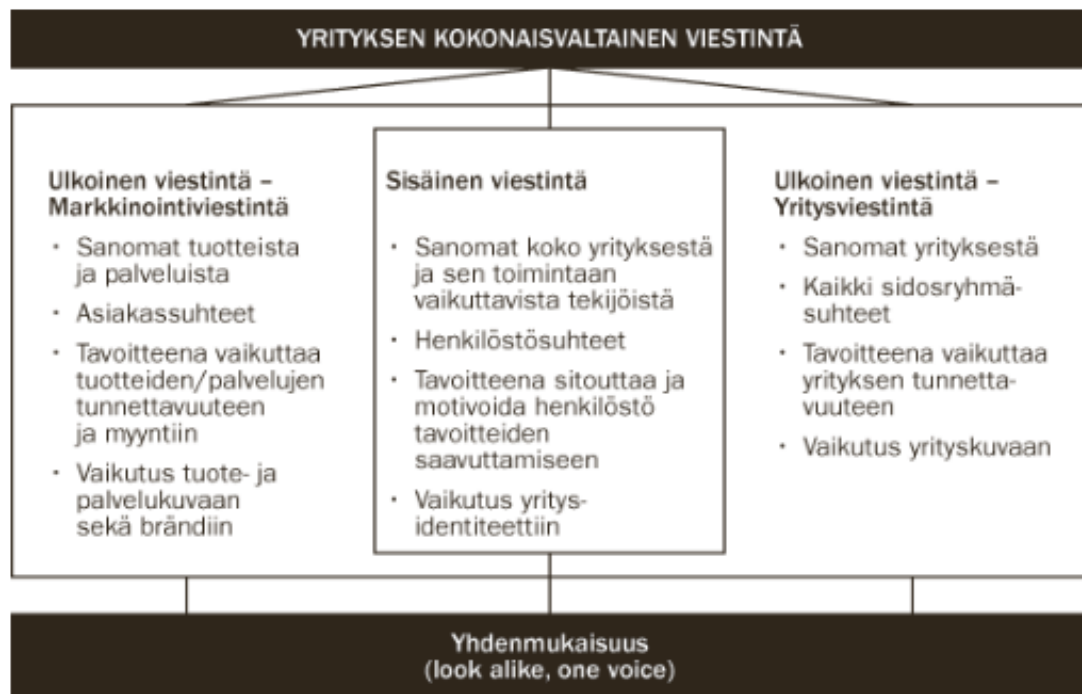 YRITYKSEN KOKONAISVALTAINEN VIESTINTÄ
Ulkoinen viestintä –
Markkinointiviestintä
· Sanomat tuotteista
ja palveluista
· Asiakassuhteet
· Tavoitteena vaikuttaa
tuotteiden/palvelujen
tunnettavuuteen
ja myyntiin
· Vaikutus tuote- ja
palvelukuvaan
sekä brändiin
Sisäinen viestintä
· Sanomat koko yrityksestä
ja sen toimintaan
vaikuttavista tekijöistä
· Henkilöstösuhteet
· Tavoitteena sitouttaa ja
motivoida henkilöstö
tavoitteiden
saavuttamiseen
· Vaikutus yritys-
identiteettiin
Ulkoinen viestintä –
Yritysviestintä
· Sanomat yrityksestä
· Kaikki sidosryhmä-
suhteet
· Tavoitteena vaikuttaa
yrityksen tunnetta-
vuuteen
· Vaikutus yrityskuvaan
Yhdenmukaisuus
(look alike, one voice)